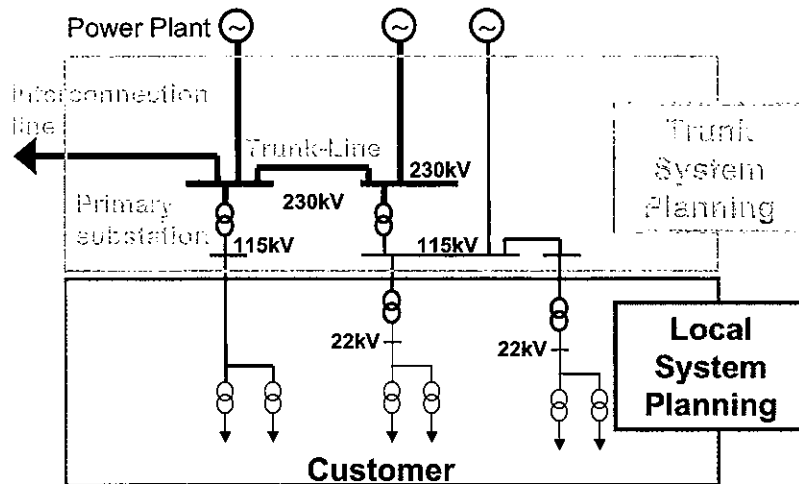 Power Plant
~
~
~
Interconnection
line
Trunk-Line
Trunk
System
Planning
230kV
230kV
Primary
substation
115kV
115kV
22kV
22kV
Local
System
Planning
Customer